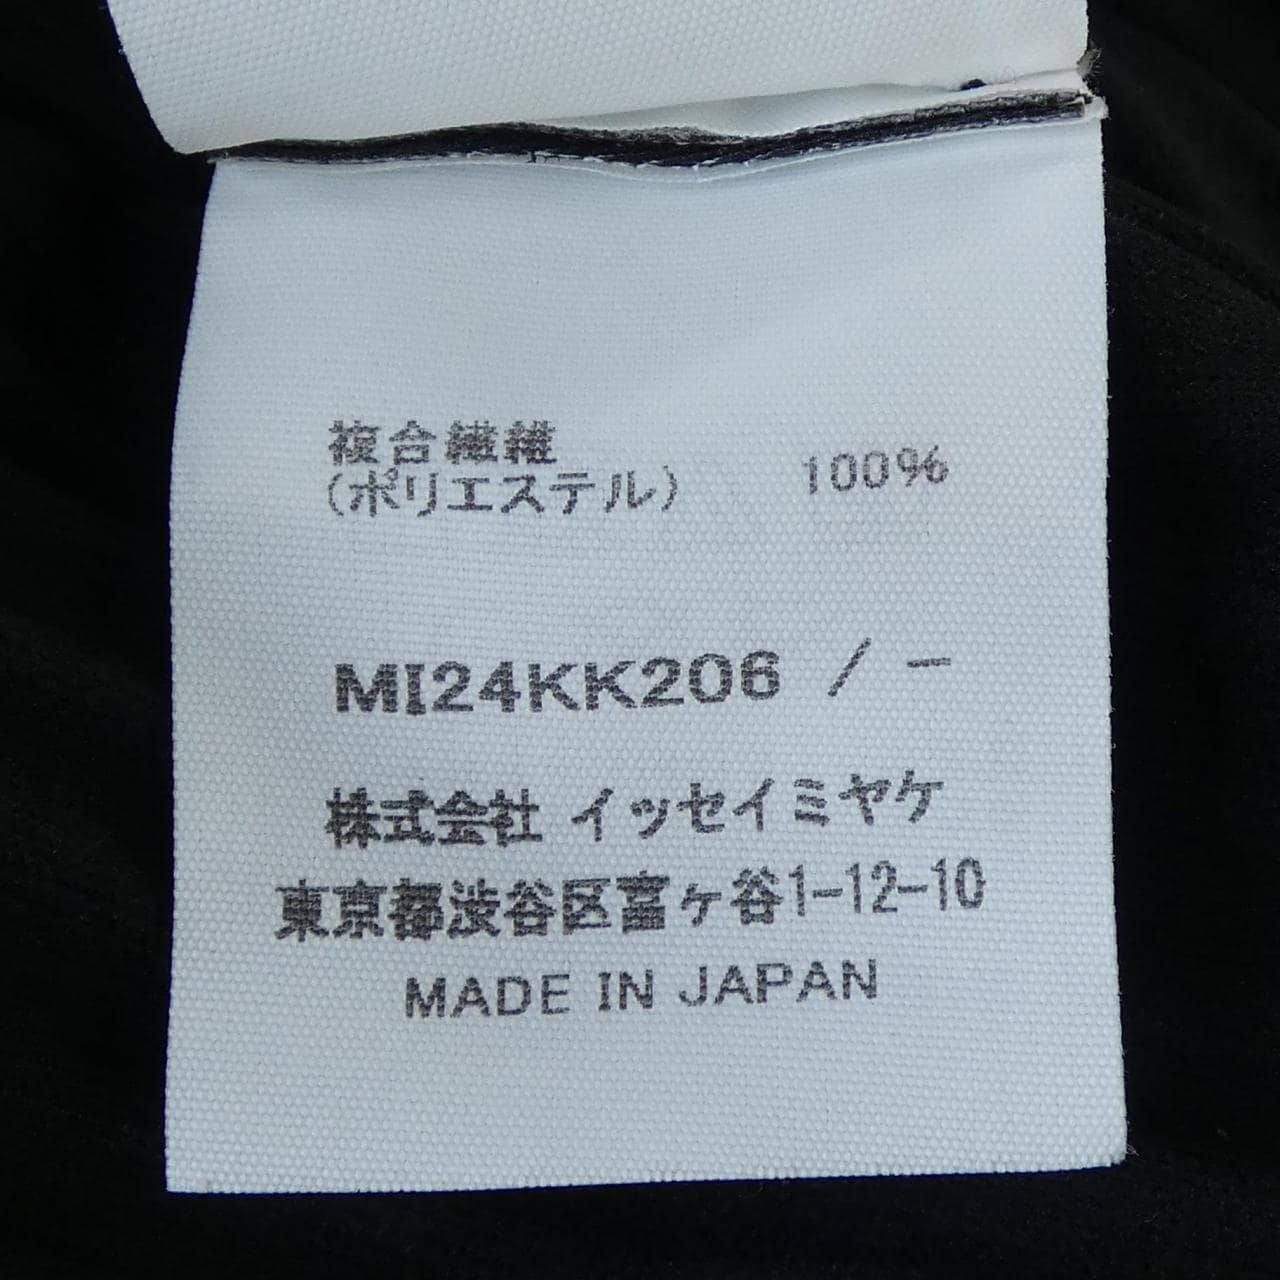 複合繊維
(ポリエステル) 100%
MI24KK206 / -
株式会社 イッセイミヤケ
東京都渋谷区富ヶ谷1-12-10
MADE IN JAPAN